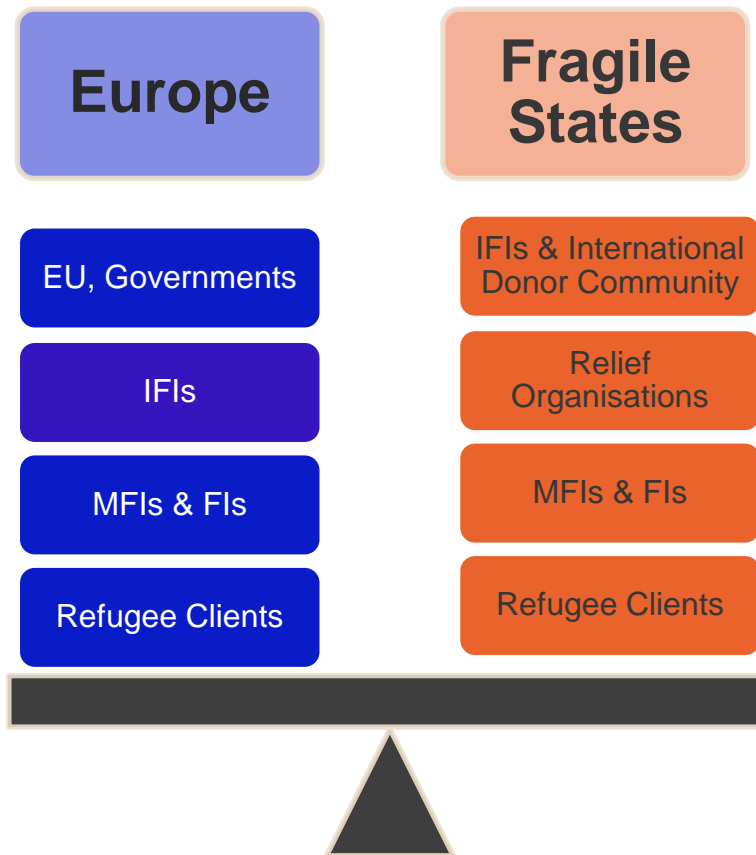 Europe
Fragile
States
EU, Governments
IFIs
MFIs & FIs
Refugee Clients
IFIs & International
Donor Community
Relief
Organisations
MFIs & FIs
Refugee Clients